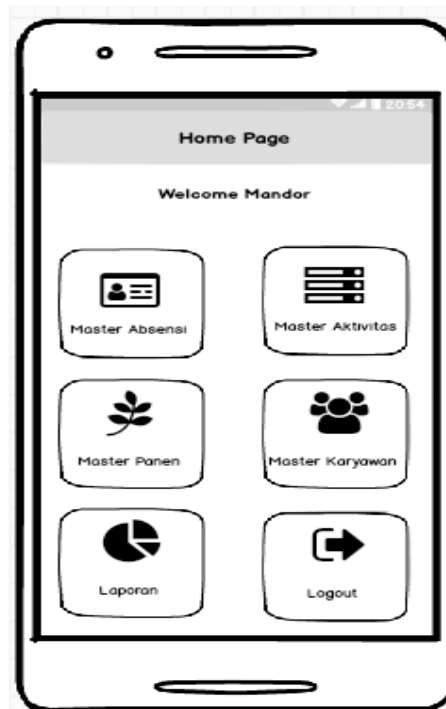 20:54
Home Page
Welcome Mandor
Master Absensi
Master Aktivitas
Master Panen
Master Karyawan
Laporan
Logout